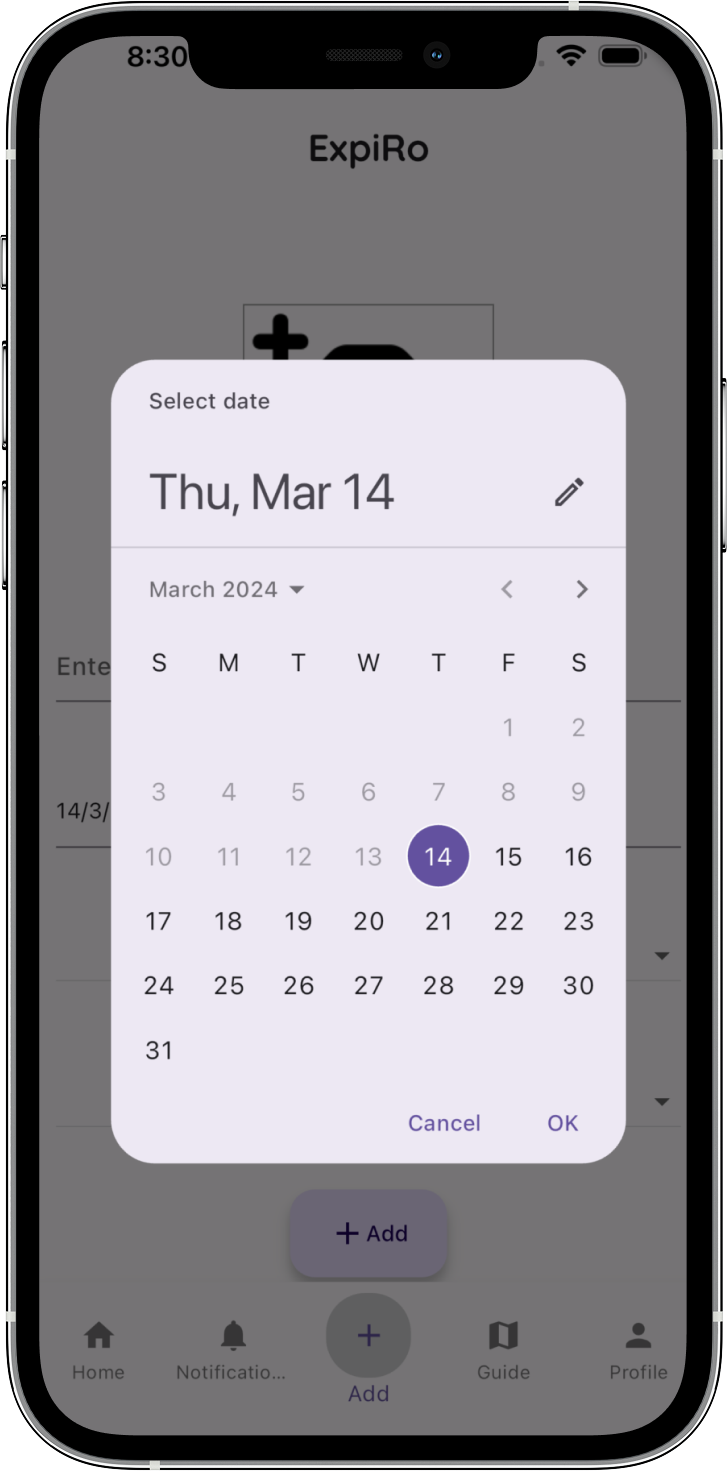 8:30
ExpiRo
Select date
Thu, Mar 14
March 2024
Ente
S M T W T F S
1 2
3 4 5 6 7 8 9
14/3/
10 11 12 13 14 15 16
17 18 19 20 21 22 23
24 25 26 27 28 29 30
31
Cancel OK
+ Add
Home Notificatio... + Guide Profile
Add